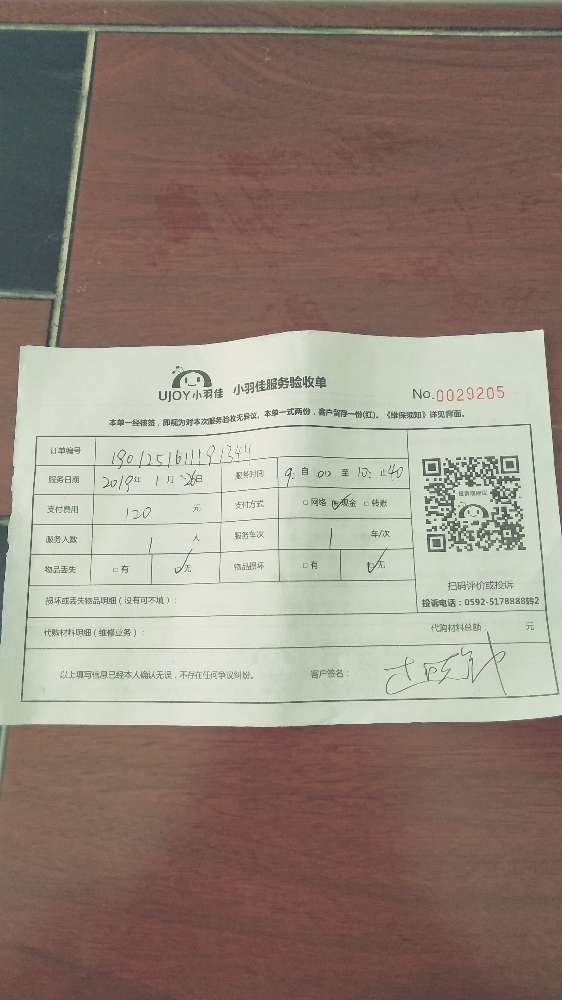 UJOY小羽佳 小羽佳服务验收单
No.0029205
本单一经核签,即视为对本次服务验收无异议。本单一式两份,客户留存一份(红)。《维保须知》详见背面。
订单编号
服务日期 2019年 1月 26日 服务时间 9:00 自 至 10:40 止
支付费用 120 元 支付方式 □网络 ☑现金 □转账
服务人数 1 人 服务车次 1 车/次
物品丢失 □有 ☑无 物品损坏 □有 ☑无
损坏或丢失物品明细(没有可不填):
扫码评价或投诉
投诉电话:0592-5178888转2
代购材料明细(维修业务): 代购材料总额 元
以上填写信息已经本人确认无误,不存在任何争议纠纷。 客户签名: